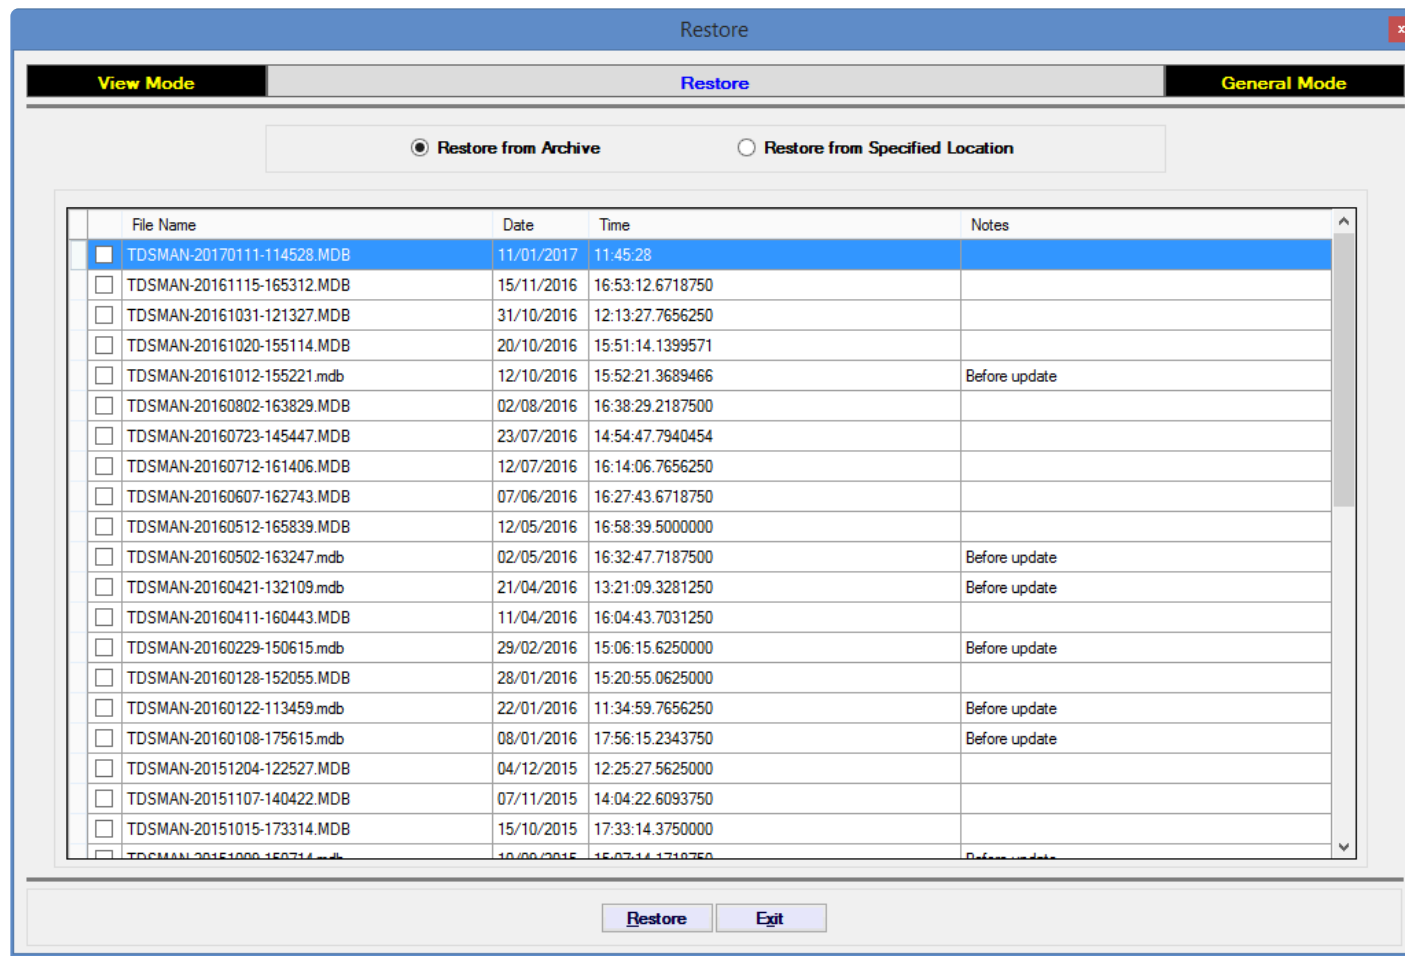 Restore
x
View Mode Restore General Mode
Restore from Archive Restore from Specified Location
File Name Date Time Notes
TDSMAN-20170111-114528.MDB 11/01/2017 11:45:28
TDSMAN-20161115-165312.MDB 15/11/2016 16:53:12.6718750
TDSMAN-20161031-121327.MDB 31/10/2016 12:13:27.7656250
TDSMAN-20161020-155114.MDB 20/10/2016 15:51:14.1399571
TDSMAN-20161012-155221.mdb 12/10/2016 15:52:21.3689466 Before update
TDSMAN-20160802-163829.MDB 02/08/2016 16:38:29.2187500
TDSMAN-20160723-145447.MDB 23/07/2016 14:54:47.7940454
TDSMAN-20160712-161406.MDB 12/07/2016 16:14:06.7656250
TDSMAN-20160607-162743.MDB 07/06/2016 16:27:43.6718750
TDSMAN-20160512-165839.MDB 12/05/2016 16:58:39.5000000
TDSMAN-20160502-163247.mdb 02/05/2016 16:32:47.7187500 Before update
TDSMAN-20160421-132109.mdb 21/04/2016 13:21:09.3281250 Before update
TDSMAN-20160411-160443.MDB 11/04/2016 16:04:43.7031250
TDSMAN-20160229-150615.mdb 29/02/2016 15:06:15.6250000 Before update
TDSMAN-20160128-152055.MDB 28/01/2016 15:20:55.0625000
TDSMAN-20160122-113459.mdb 22/01/2016 11:34:59.7656250 Before update
TDSMAN-20160108-175615.mdb 08/01/2016 17:56:15.2343750 Before update
TDSMAN-20151204-122527.MDB 04/12/2015 12:25:27.5625000
TDSMAN-20151107-140422.MDB 07/11/2015 14:04:22.6093750
TDSMAN-20151015-173314.MDB 15/10/2015 17:33:14.3750000
Before update
Restore Exit